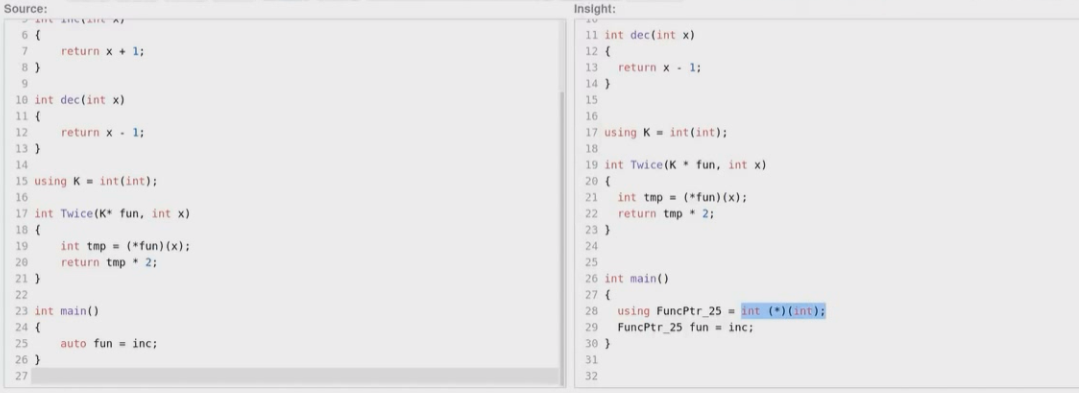 Source:
5 int inc(int x)
6 {
7 return x + 1;
8 }
9
10 int dec(int x)
11 {
12 return x - 1;
13 }
14
15 using K = int(int);
16
17 int Twice(K* fun, int x)
18 {
19 int tmp = (*fun)(x);
20 return tmp * 2;
21 }
22
23 int main()
24 {
25 auto fun = inc;
26 }
27
Insight:
10
11 int dec(int x)
12 {
13 return x - 1;
14 }
15
16
17 using K = int(int);
18
19 int Twice(K * fun, int x)
20 {
21 int tmp = (*fun)(x);
22 return tmp * 2;
23 }
24
25
26 int main()
27 {
28 using FuncPtr_25 = int (*)(int);
29 FuncPtr_25 fun = inc;
30 }
31
32